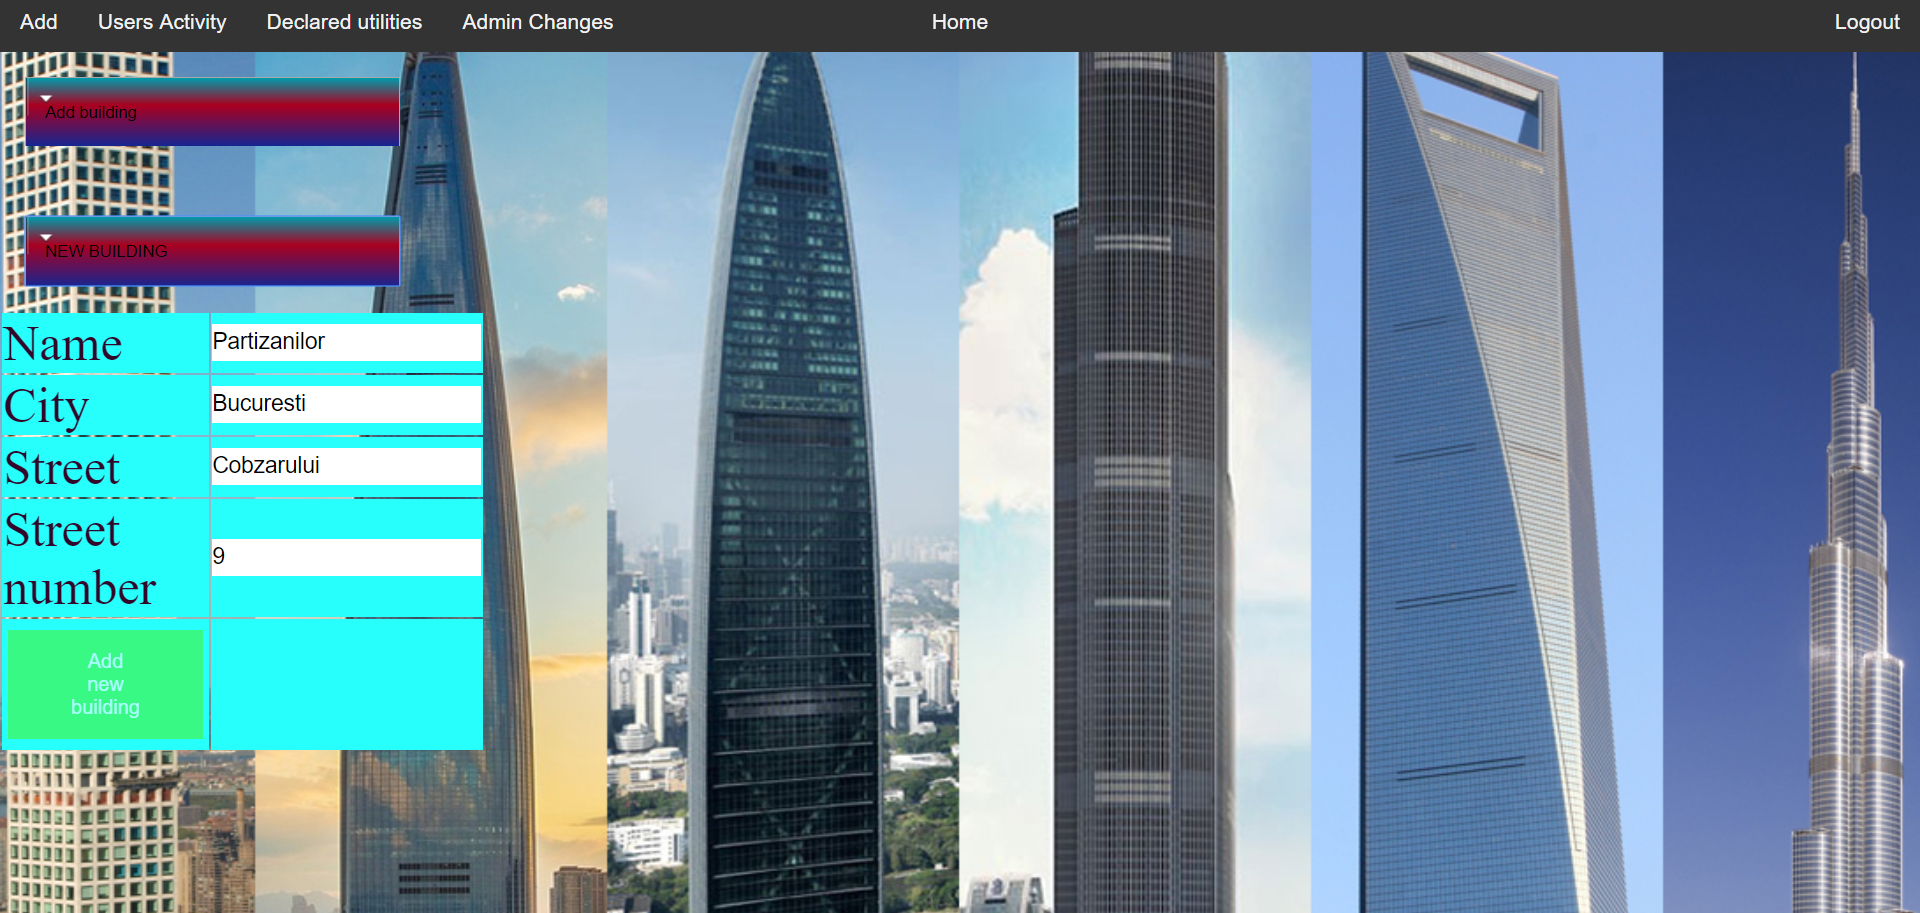 Add Users Activity Declared utilities Admin Changes Home Logout
Add building
NEW BUILDING
Name Partizanilor
City Bucuresti
Street Cobzarului
Street
number
9
Add
new
building